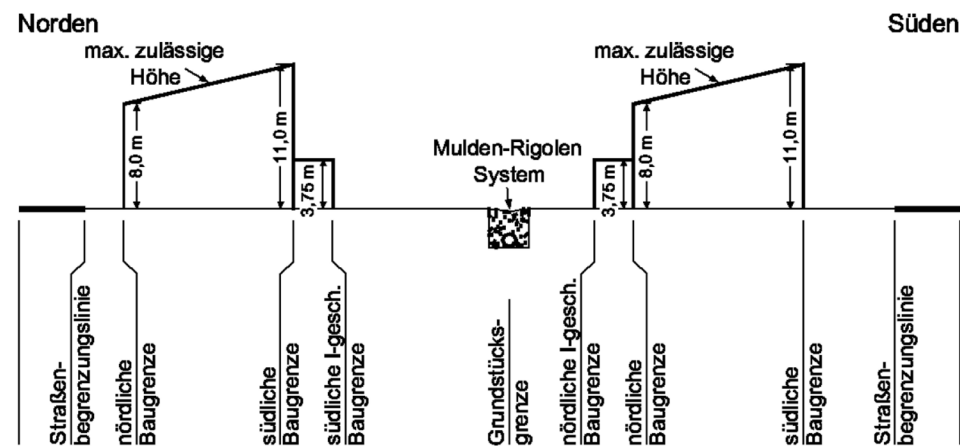 Norden
Süden
max. zulässige
Höhe
max. zulässige
Höhe
8,0 m
11,0 m
3,75 m
Mulden-Rigolen
System
3,75 m
8,0 m
11,0 m
Straßen-
begrenzungslinie
nördliche
Baugrenze
südliche
Baugrenze
südliche I-gesch.
Baugrenze
Grundstücks-
grenze
nördliche I-gesch.
Baugrenze
nördliche
Baugrenze
südliche
Baugrenze
Straßen-
begrenzungslinie